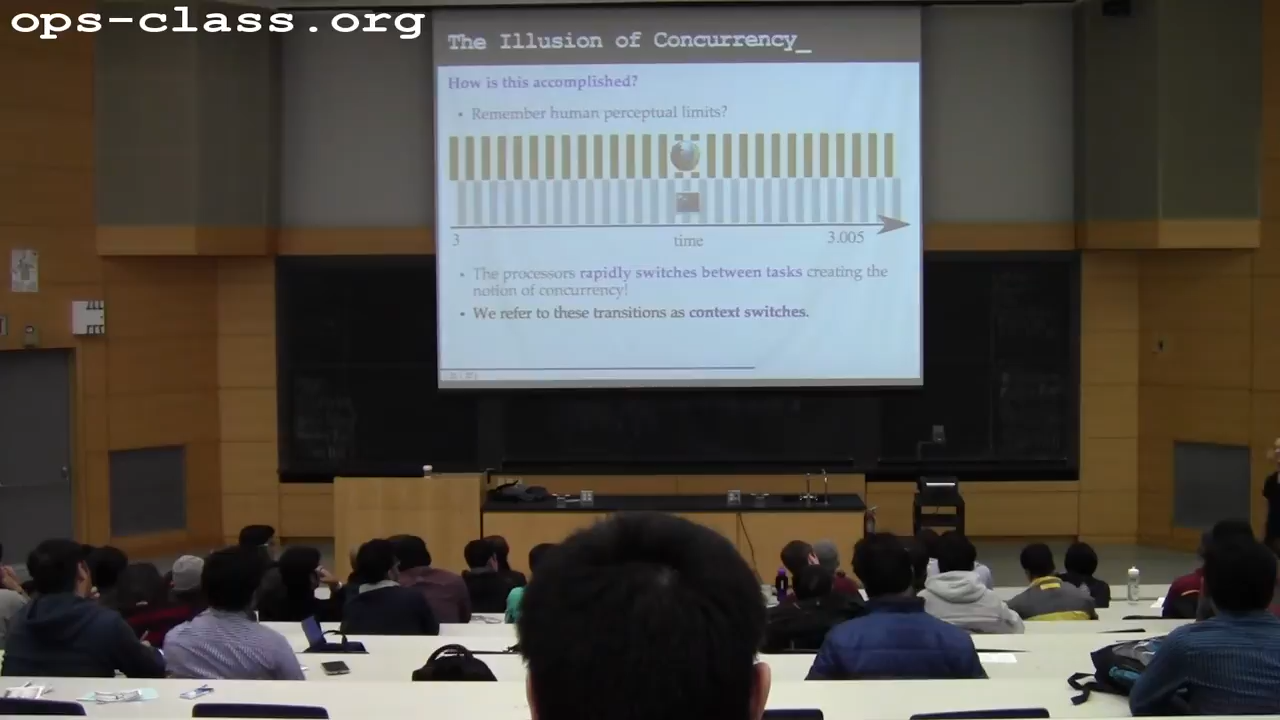 ops-class.org
The Illusion of Concurrency_
How is this accomplished?
• Remember human perceptual limits?
3 time 3.005
• The processors rapidly switches between tasks creating the
notion of concurrency!
• We refer to these transitions as context switches.